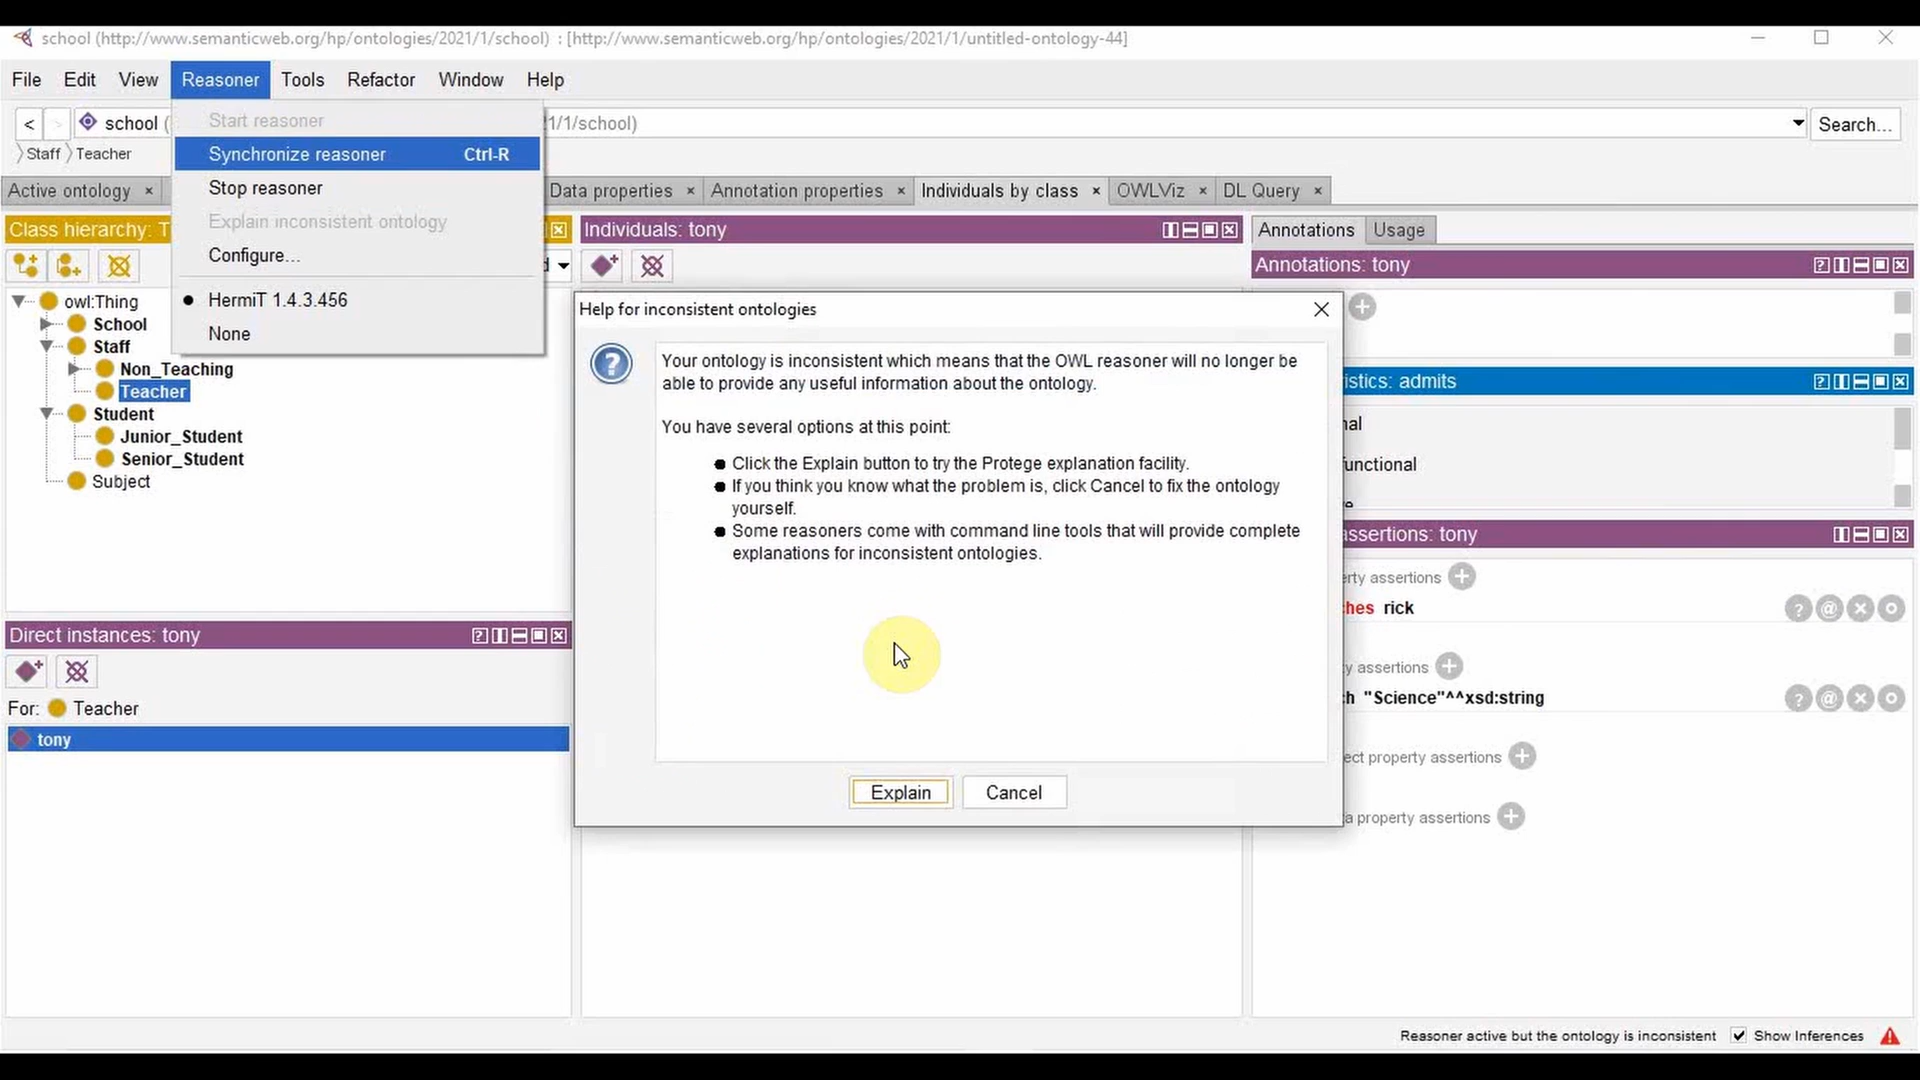 school (http://www.semanticweb.org/hp/ontologies/2021/1/school) : [http://www.semanticweb.org/hp/ontologies/2021/1/untitled-ontology-44]
File Edit View Reasoner Tools Refactor Window Help
< > school ( 1/1/school) Search...
Staff Teacher
Start reasoner
Synchronize reasoner Ctrl-R
Stop reasoner
Explain inconsistent ontology
Configure...
HermiT 1.4.3.456
None
Active ontology × Data properties × Annotation properties × Individuals by class × OWLViz × DL Query ×
Class hierarchy: T
owl:Thing
School
Staff
Non_Teaching
Teacher
Student
Junior_Student
Senior_Student
Subject
Direct instances: tony
For: Teacher
tony
Individuals: tony
Help for inconsistent ontologies
Your ontology is inconsistent which means that the OWL reasoner will no longer be
able to provide any useful information about the ontology.
You have several options at this point:
Click the Explain button to try the Protege explanation facility.
If you think you know what the problem is, click Cancel to fix the ontology
yourself.
Some reasoners come with command line tools that will provide complete
explanations for inconsistent ontologies.
Explain Cancel
Annotations Usage
Annotations: tony
istics: admits
nal
unctional
assertions: tony
erty assertions
hes rick
y assertions
h "Science"^^xsd:string
ect property assertions
a property assertions
Reasoner active but the ontology is inconsistent Show Inferences